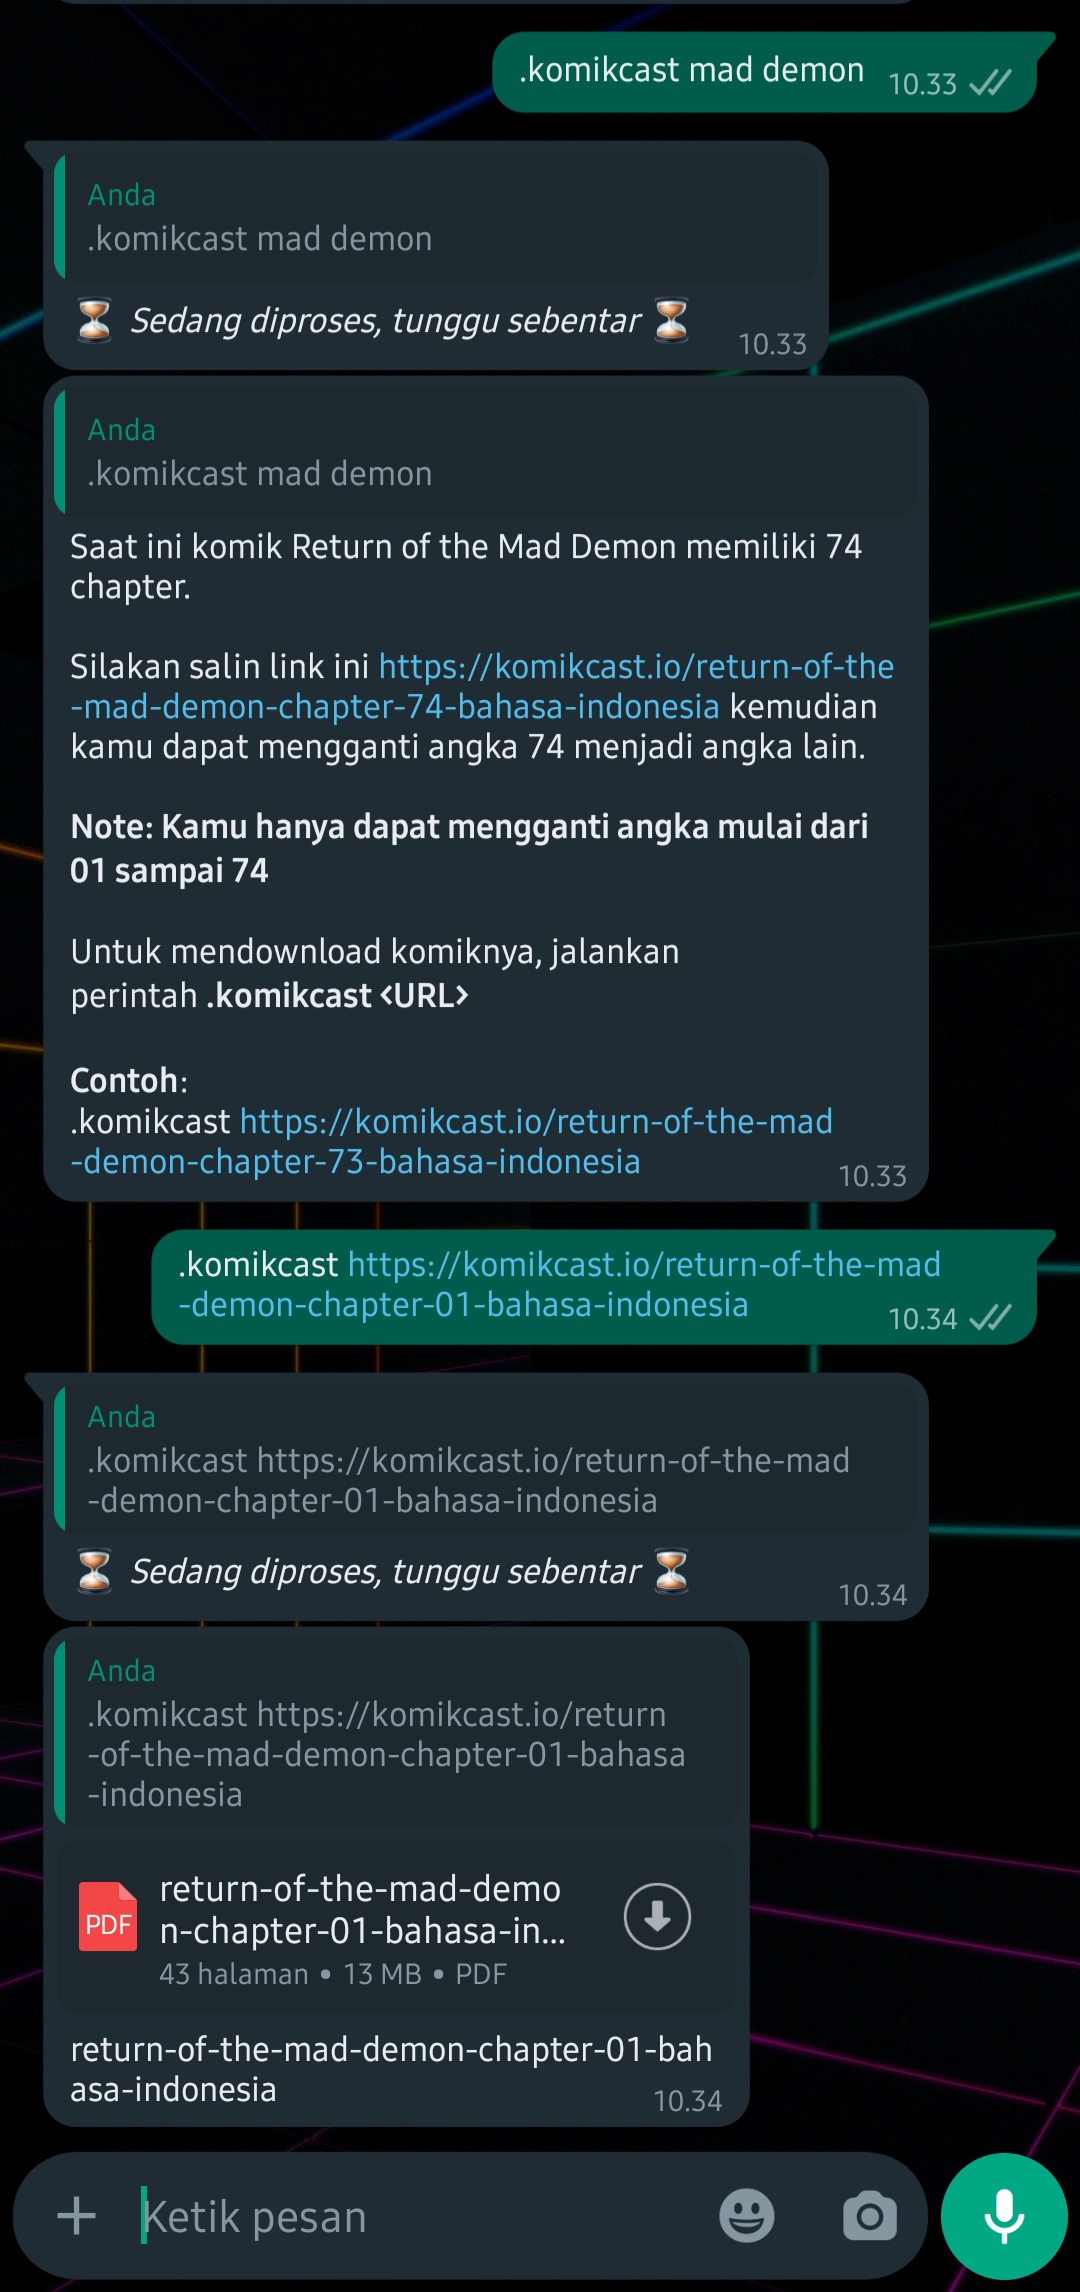 .komikcast mad demon
10.33
Anda
.komikcast mad demon
⏳ Sedang diproses, tunggu sebentar ⏳
10.33
Anda
.komikcast mad demon
Saat ini komik Return of the Mad Demon memiliki 74
chapter.
Silakan salin link ini https://komikcast.io/return-of-the
-mad-demon-chapter-74-bahasa-indonesia kemudian
kamu dapat mengganti angka 74 menjadi angka lain.
Note: Kamu hanya dapat mengganti angka mulai dari
01 sampai 74
Untuk mendownload komiknya, jalankan
perintah .komikcast <URL>
Contoh:
.komikcast https://komikcast.io/return-of-the-mad
-demon-chapter-73-bahasa-indonesia
10.33
.komikcast https://komikcast.io/return-of-the-mad
-demon-chapter-01-bahasa-indonesia
10.34
Anda
.komikcast https://komikcast.io/return-of-the-mad
-demon-chapter-01-bahasa-indonesia
⏳ Sedang diproses, tunggu sebentar ⏳
10.34
Anda
.komikcast https://komikcast.io/return
-of-the-mad-demon-chapter-01-bahasa
-indonesia
PDF
return-of-the-mad-demo
n-chapter-01-bahasa-in...
43 halaman • 13 MB • PDF
return-of-the-mad-demon-chapter-01-bah
asa-indonesia
10.34
Ketik pesan